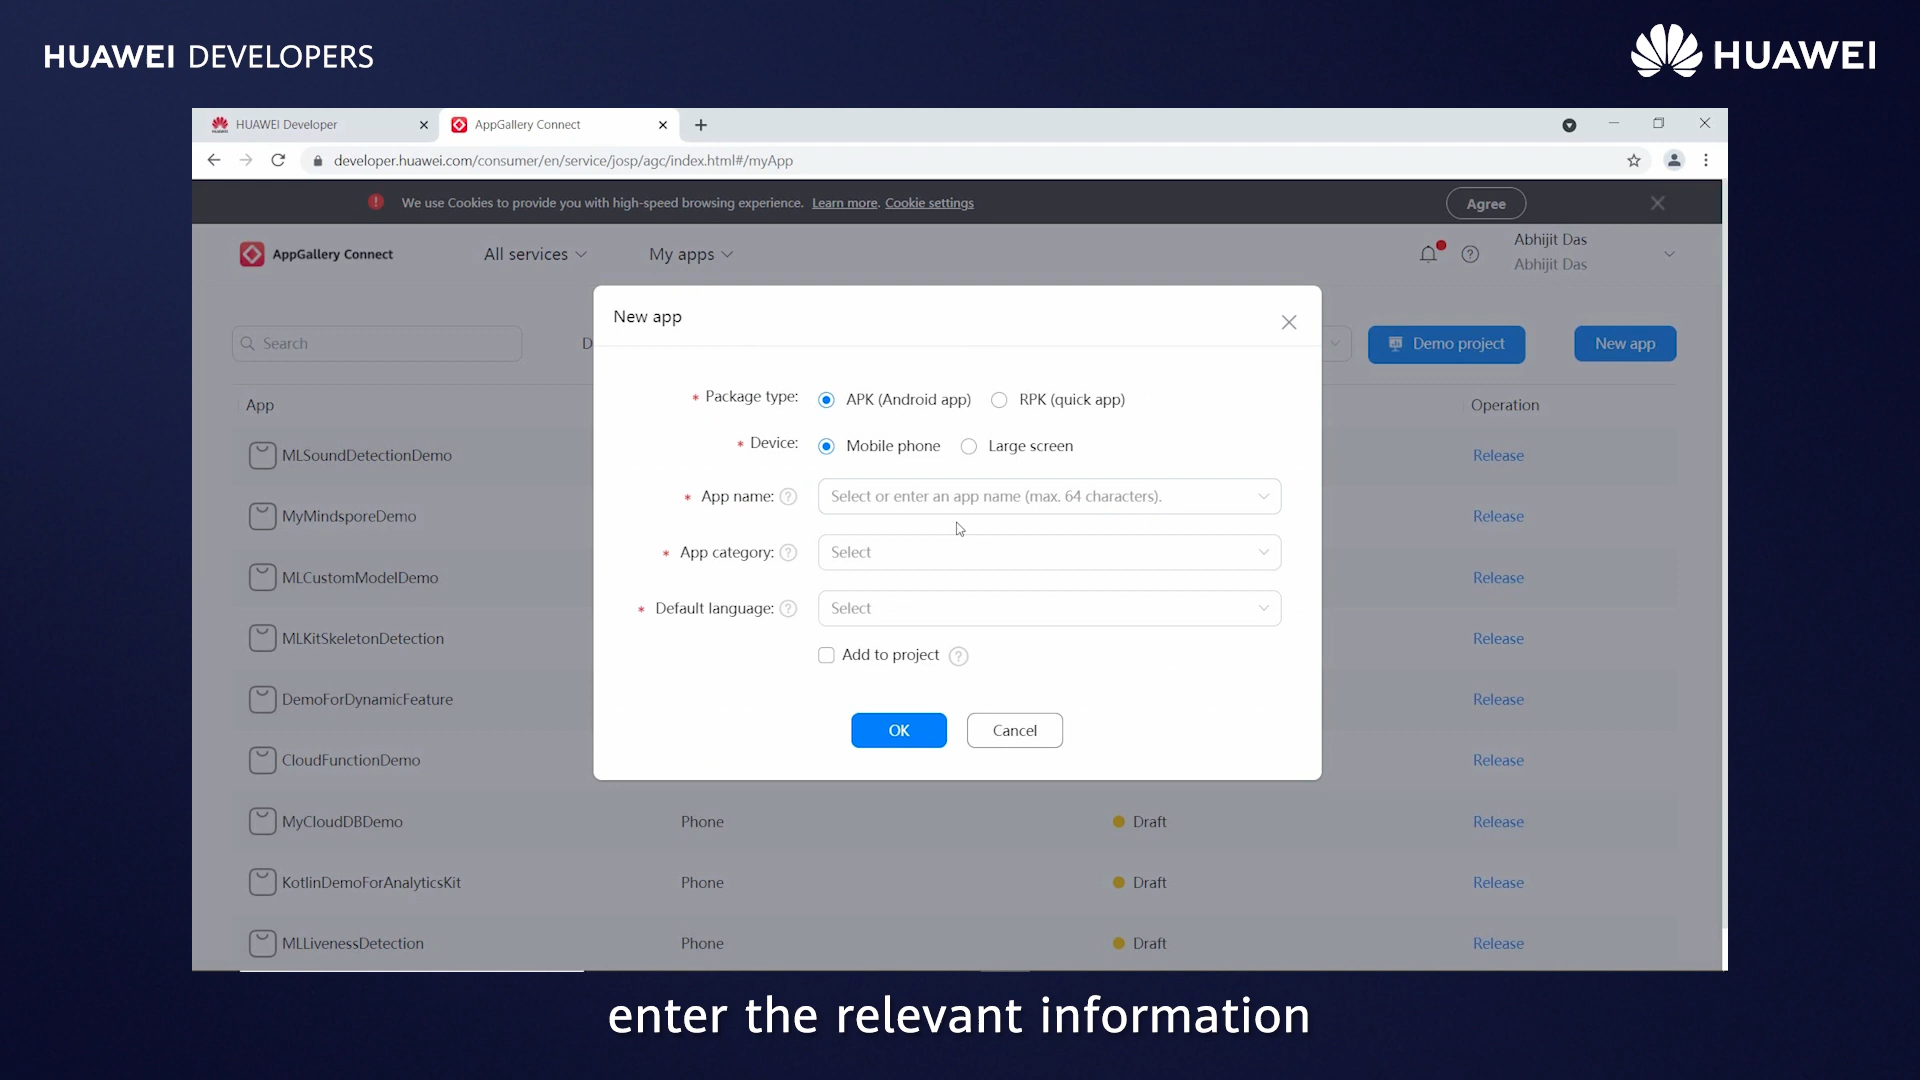 HUAWEI DEVELOPERS
HUAWEI
HUAWEI Developer
AppGallery Connect
developer.huawei.com/consumer/en/service/josp/agc/index.html#/myApp
We use Cookies to provide you with high-speed browsing experience. Learn more. Cookie settings
Agree
AppGallery Connect
All services
My apps
Abhijit Das
Abhijit Das
Search
D
Demo project
New app
App
Operation
MLSoundDetectionDemo
Release
MyMindsporeDemo
Release
MLCustomModelDemo
Release
MLKitSkeletonDetection
Release
DemoForDynamicFeature
Release
CloudFunctionDemo
Release
MyCloudDBDemo Phone Draft Release
KotlinDemoForAnalyticsKit Phone Draft Release
MLLivenessDetection Phone Draft Release
New app
* Package type: APK (Android app) RPK (quick app)
* Device: Mobile phone Large screen
* App name: Select or enter an app name (max. 64 characters).
* App category: Select
* Default language: Select
Add to project
OK Cancel
enter the relevant information